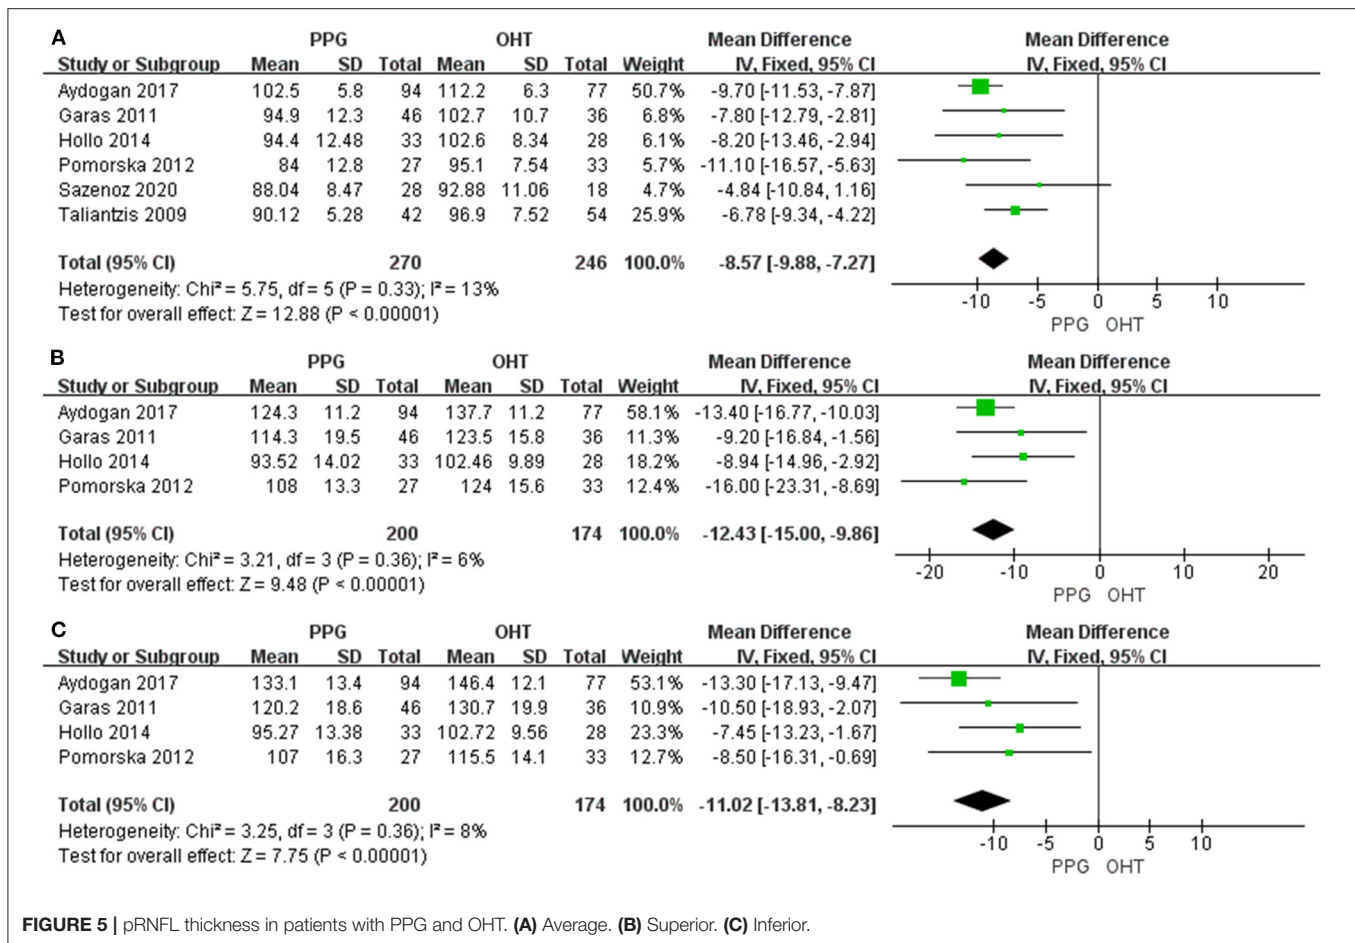 A PPG OHT Mean Difference Mean Difference
Study or Subgroup Mean SD Total Mean SD Total Weight IV, Fixed, 95% CI IV, Fixed, 95% CI
Aydogan 2017 102.5 5.8 94 112.2 6.3 77 50.7% -9.70 [-11.53, -7.87]
Garas 2011 94.9 12.3 46 102.7 10.7 36 6.8% -7.80 [-12.79, -2.81]
Hollo 2014 94.4 12.48 33 102.6 8.34 28 6.1% -8.20 [-13.46, -2.94]
Pomorska 2012 84 12.8 27 95.1 7.54 33 5.7% -11.10 [-16.57, -5.63]
Sazenoz 2020 88.04 8.47 28 92.88 11.06 18 4.7% -4.84 [-10.84, 1.16]
Taliantzis 2009 90.12 5.28 42 96.9 7.52 54 25.9% -6.78 [-9.34, -4.22]
Total (95% CI) 270 246 100.0% -8.57 [-9.88, -7.27]
Heterogeneity: Chi² = 5.75, df = 5 (P = 0.33); I² = 13%
Test for overall effect: Z = 12.88 (P < 0.00001)
-10 -5 0 5 10
PPG OHT
B PPG OHT Mean Difference Mean Difference
Study or Subgroup Mean SD Total Mean SD Total Weight IV, Fixed, 95% CI IV, Fixed, 95% CI
Aydogan 2017 124.3 11.2 94 137.7 11.2 77 58.1% -13.40 [-16.77, -10.03]
Garas 2011 114.3 19.5 46 123.5 15.8 36 11.3% -9.20 [-16.84, -1.56]
Hollo 2014 93.52 14.02 33 102.46 9.89 28 18.2% -8.94 [-14.96, -2.92]
Pomorska 2012 108 13.3 27 124 15.6 33 12.4% -16.00 [-23.31, -8.69]
Total (95% CI) 200 174 100.0% -12.43 [-15.00, -9.86]
Heterogeneity: Chi² = 3.21, df = 3 (P = 0.36); I² = 6%
Test for overall effect: Z = 9.48 (P < 0.00001)
-20 -10 0 10 20
PPG OHT
C PPG OHT Mean Difference Mean Difference
Study or Subgroup Mean SD Total Mean SD Total Weight IV, Fixed, 95% CI IV, Fixed, 95% CI
Aydogan 2017 133.1 13.4 94 146.4 12.1 77 53.1% -13.30 [-17.13, -9.47]
Garas 2011 120.2 18.6 46 130.7 19.9 36 10.9% -10.50 [-18.93, -2.07]
Hollo 2014 95.27 13.38 33 102.72 9.56 28 23.3% -7.45 [-13.23, -1.67]
Pomorska 2012 107 16.3 27 115.5 14.1 33 12.7% -8.50 [-16.31, -0.69]
Total (95% CI) 200 174 100.0% -11.02 [-13.81, -8.23]
Heterogeneity: Chi² = 3.25, df = 3 (P = 0.36); I² = 8%
Test for overall effect: Z = 7.75 (P < 0.00001)
-10 -5 0 5 10
PPG OHT
FIGURE 5 | pRNFL thickness in patients with PPG and OHT. (A) Average. (B) Superior. (C) Inferior.